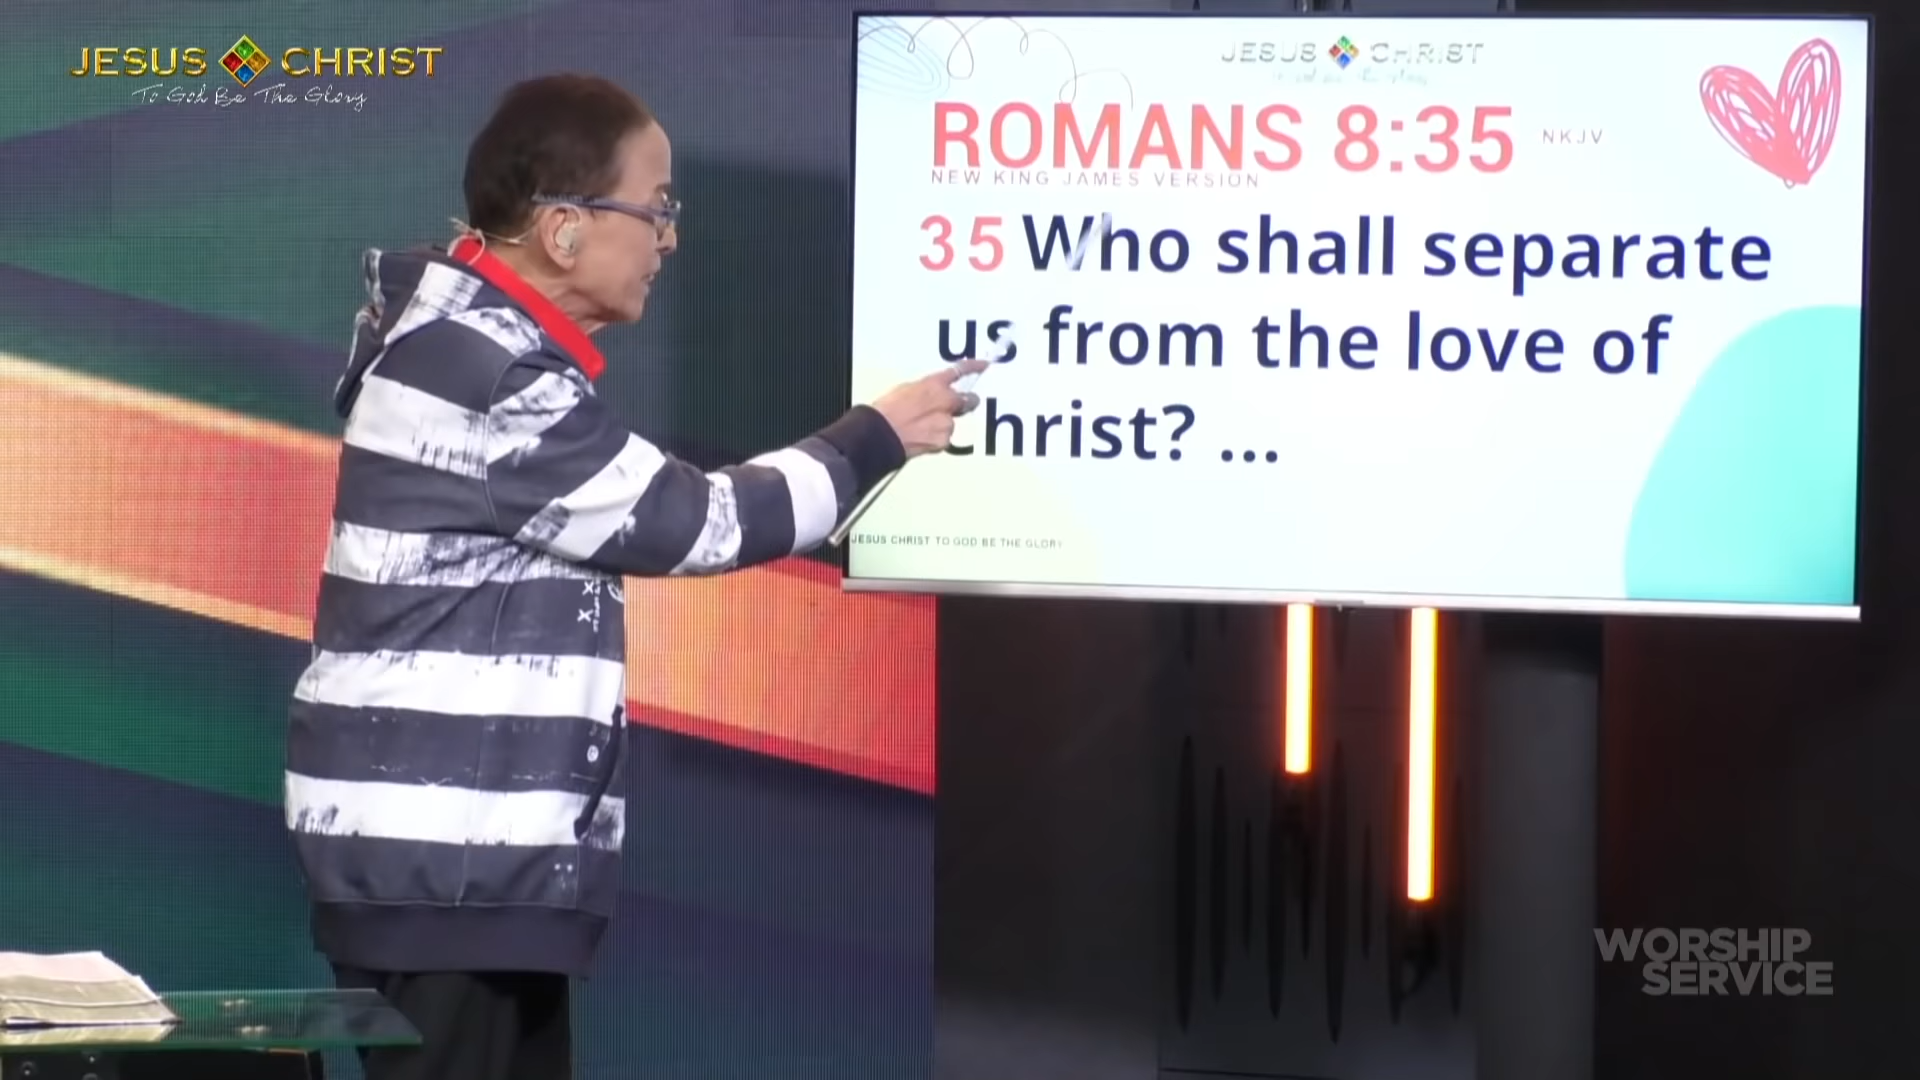 JESUS CHRIST
To God Be The Glory
JESUS CHRIST
ROMANS 8:35 NKJV
NEW KING JAMES VERSION
35 Who shall separate
us from the love of
Christ? ...
JESUS CHRIST TO GOD BE THE GLORY
WORSHIP
SERVICE